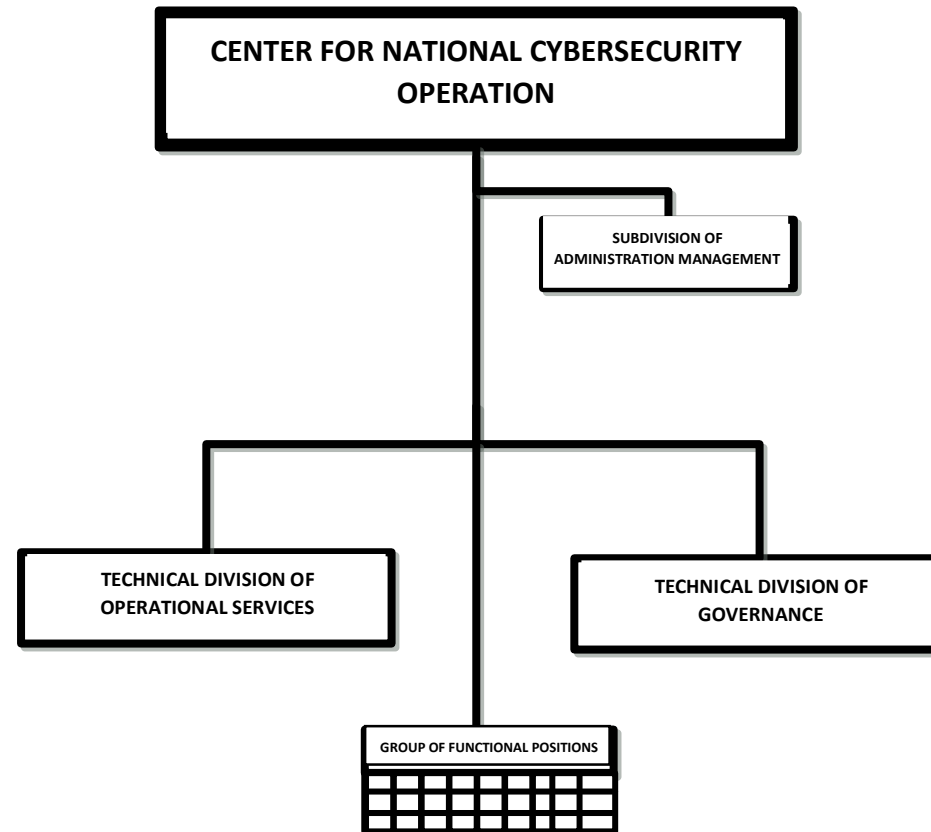 CENTER FOR NATIONAL CYBERSECURITY
OPERATION
SUBDIVISION OF
ADMINISTRATION MANAGEMENT
TECHNICAL DIVISION OF
OPERATIONAL SERVICES
TECHNICAL DIVISION OF
GOVERNANCE
GROUP OF FUNCTIONAL POSITIONS